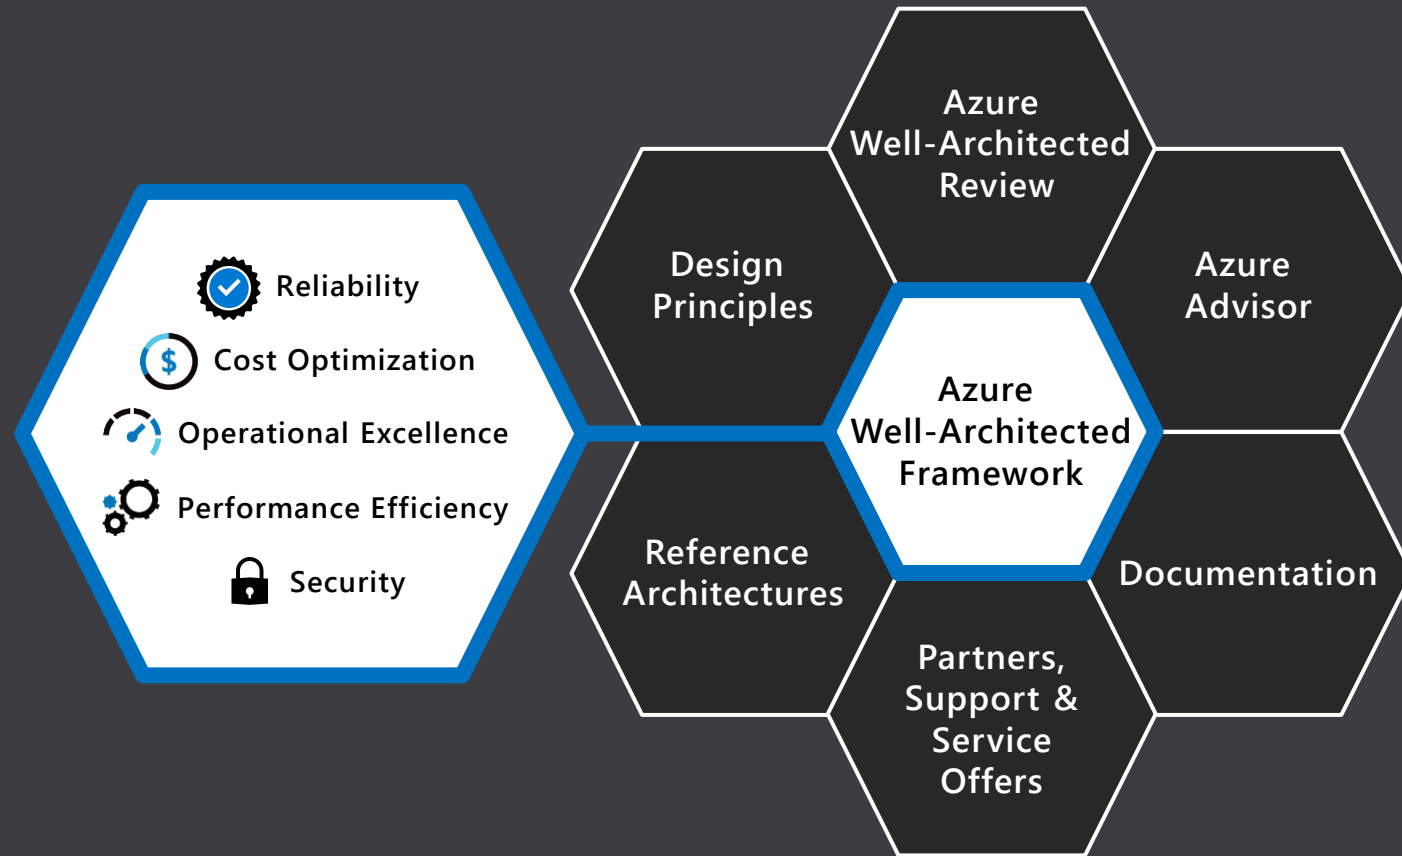 Reliability
$
Cost Optimization
Operational Excellence
Performance Efficiency
Security
Design
Principles
Azure
Well-Architected
Review
Azure
Advisor
Azure
Well-Architected
Framework
Reference
Architectures
Documentation
Partners,
Support &
Service
Offers